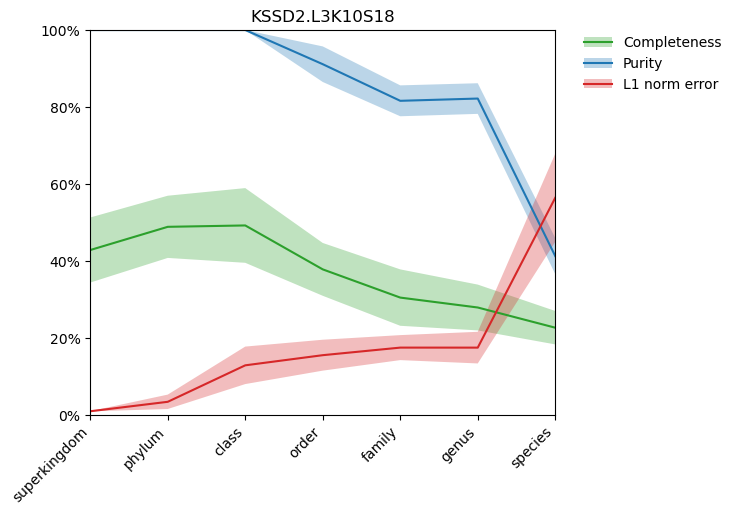 KSSD2.L3K10S18
100%
80%
60%
40%
20%
0%
superkingdom
phylum
class
order
family
genus
species
Completeness
Purity
L1 norm error